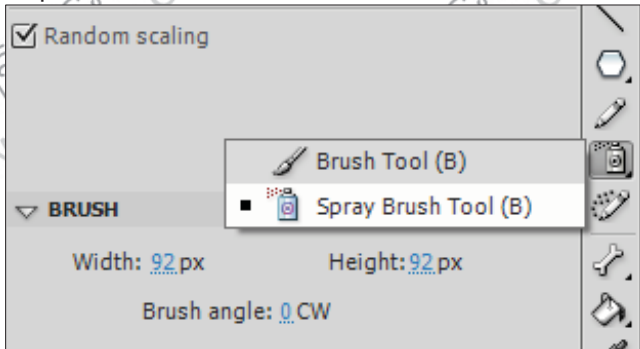 Random scaling
Brush Tool (B)
Spray Brush Tool (B)
BRUSH
Width: 92 px Height: 92 px
Brush angle: 0 CW